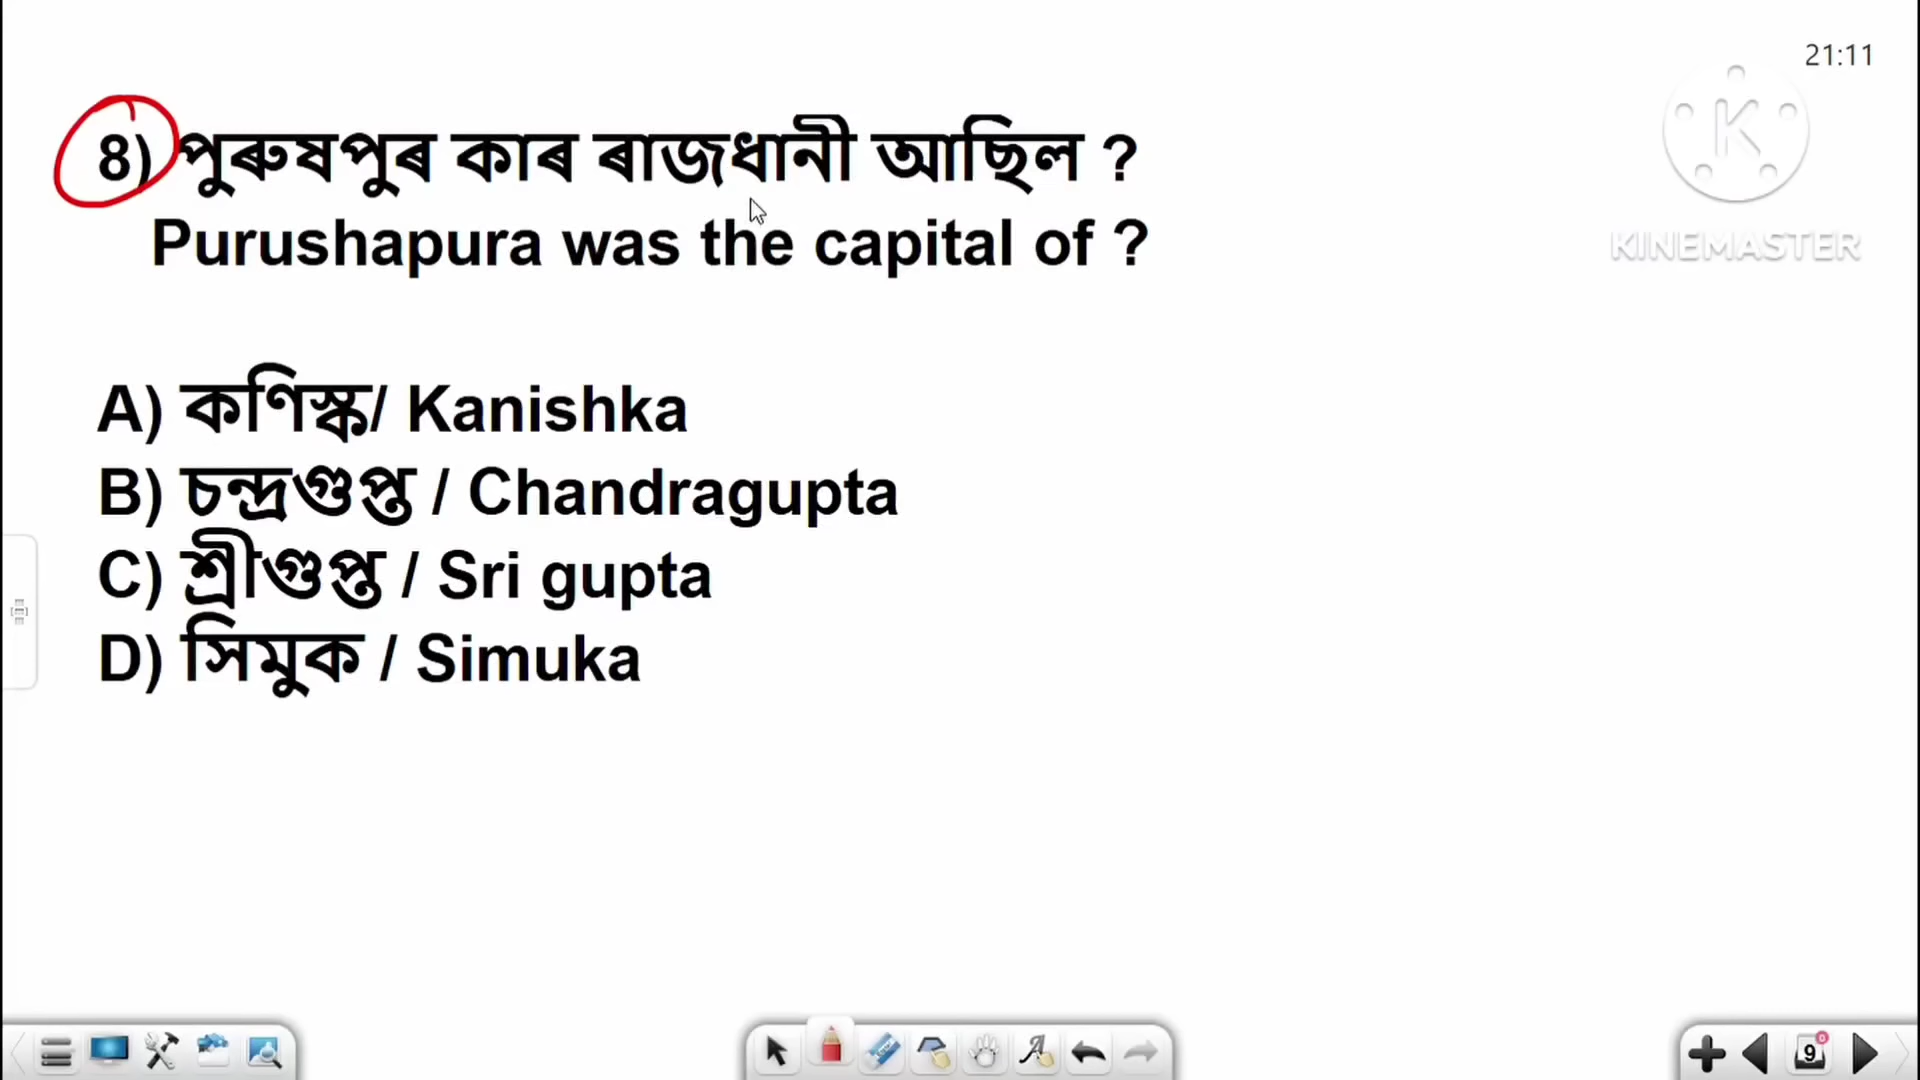 21:11
8) পুৰুষপুৰ কাৰ ৰাজধানী আছিল ?
Purushapura was the capital of ?
KINEMASTER
A) কণিস্ক/ Kanishka
B) চন্দ্ৰগুপ্ত / Chandragupta
C) শ্ৰীগুপ্ত / Sri gupta
D) সিমুক / Simuka
9